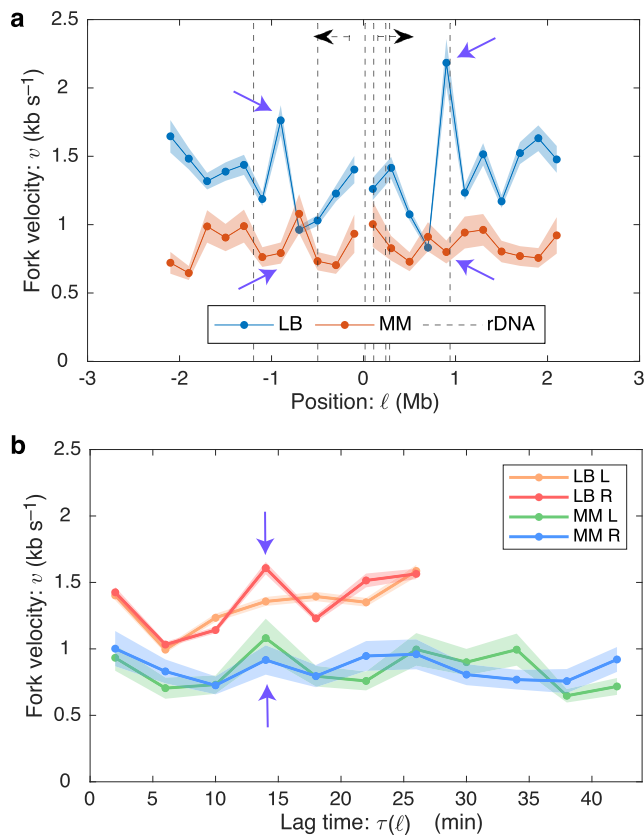 a
2.5
2
1.5
1
0.5
0
Fork velocity: v (kb s⁻¹)
LB
MM
rDNA
-3
-2
-1
0
1
2
3
Position: ℓ (Mb)
b
2.5
2
1.5
1
0.5
0
Fork velocity: v (kb s⁻¹)
LB L
LB R
MM L
MM R
0
5
10
15
20
25
30
35
40
Lag time: τ(ℓ) (min)